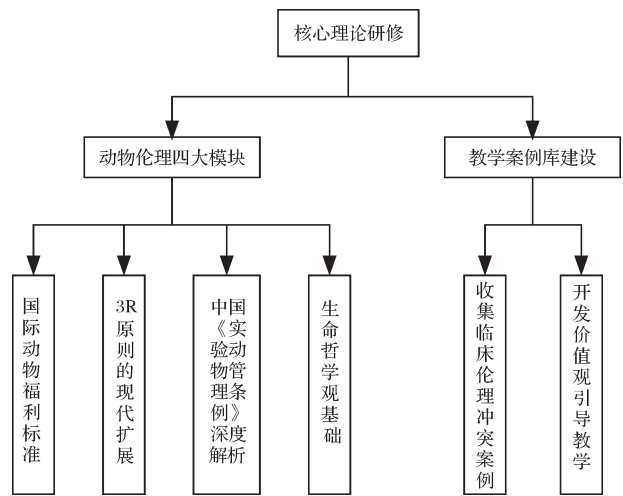 核心理论研修
动物伦理四大模块
教学案例库建设
国际动物福利标准
3R原则的现代扩展
中国《实验动物管理条例》深度解析
生命哲学观基础
收集临床伦理冲突案例
开发价值观引导教学